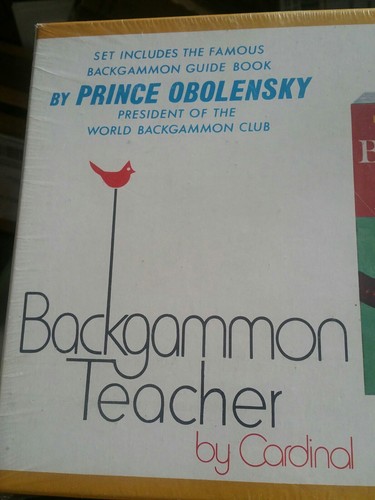 SET INCLUDES THE FAMOUS
BACKGAMMON GUIDE BOOK
BY PRINCE OBOLENSKY
PRESIDENT OF THE
WORLD BACKGAMMON CLUB
B
Backgammon
Teacher
by Cardinal